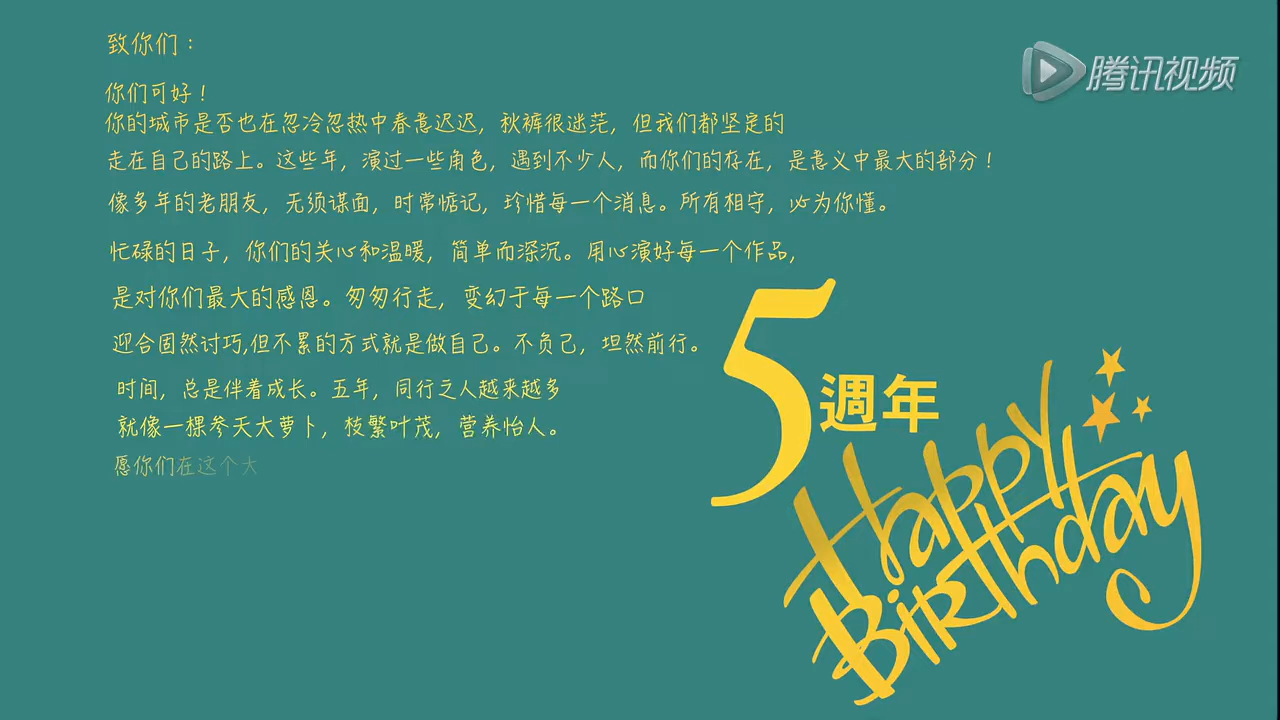 致你们：
腾讯视频
你们可好！
你的城市是否也在忽冷忽热中春意迟迟，秋裤很迷茫，但我们都坚定的
走在自己的路上。这些年，演过一些角色，遇到不少人，而你们的存在，是意义中最大的部分！
像多年的老朋友，无须谋面，时常惦记，珍惜每一个消息。所有相守，必为你懂。
忙碌的日子，你们的关心和温暖，简单而深沉。用心演好每一个作品，
是对你们最大的感恩。匆匆行走，变幻于每一个路口
迎合固然讨巧,但不累的方式就是做自己。不负己，坦然前行。
时间，总是伴着成长。五年，同行之人越来越多
就像一棵参天大萝卜，枝繁叶茂，营养怡人。
愿你们在这个大
5週年
Happy
Birthday